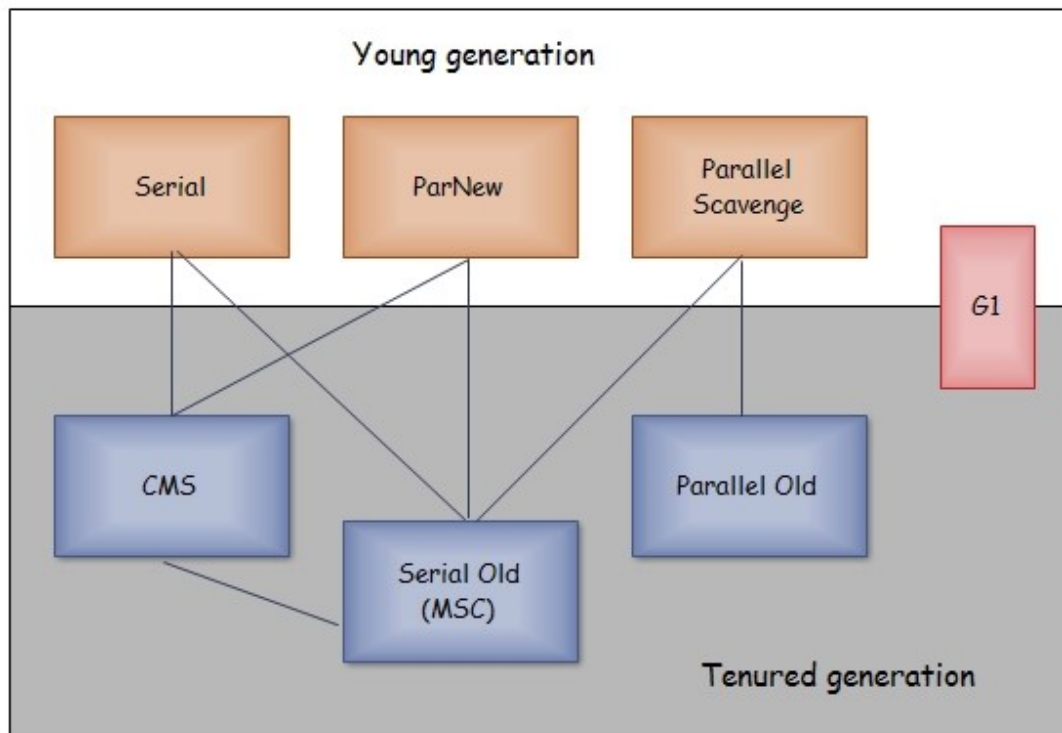 Young generation
Serial
ParNew
Parallel
Scavenge
G1
CMS
Parallel Old
Serial Old
(MSC)
Tenured generation